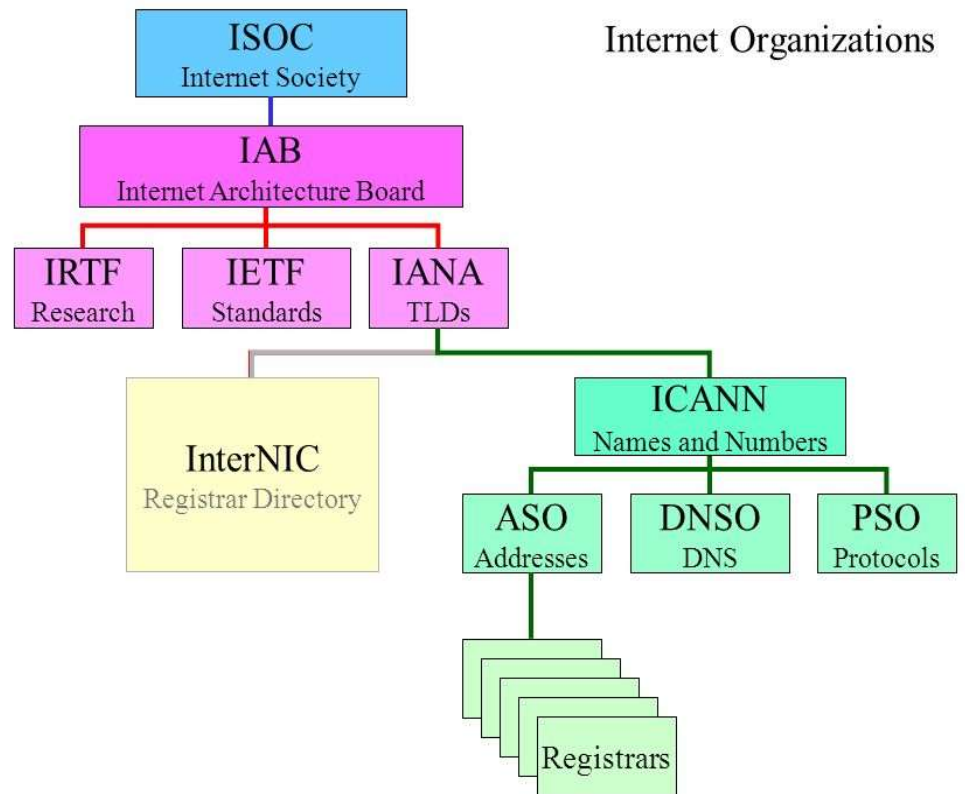 Internet Organizations
ISOC
Internet Society
IAB
Internet Architecture Board
IRTF
Research
IETF
Standards
IANA
TLDs
InterNIC
Registrar Directory
ICANN
Names and Numbers
ASO
Addresses
DNSO
DNS
PSO
Protocols
Registrars